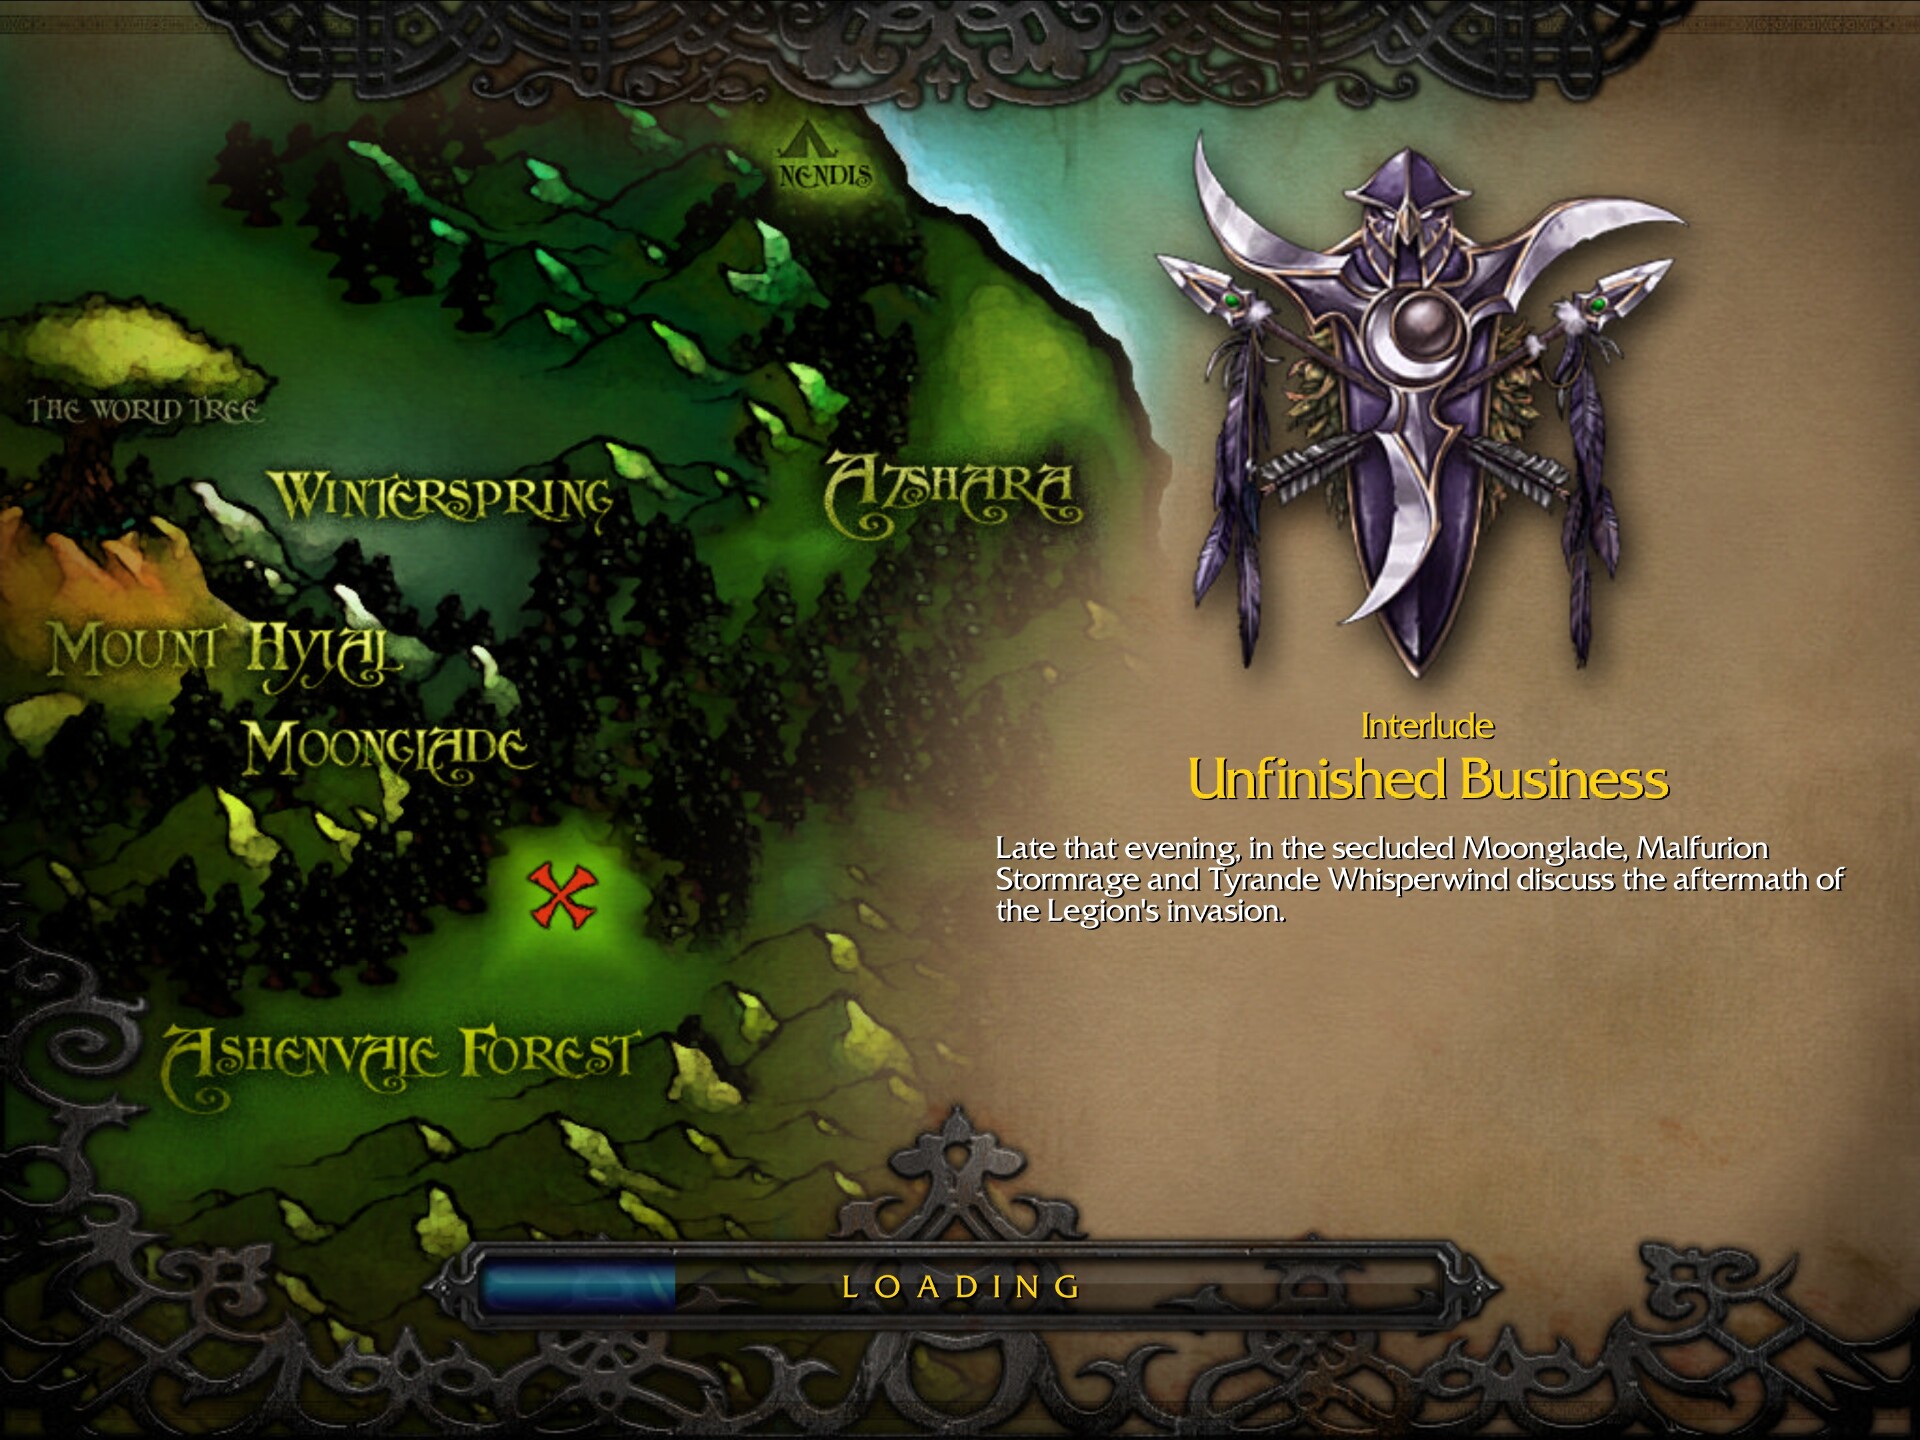 NENDIS
THE WORLD TREE
WINTERSPRING
AZSHARA
MOUNT HYJAL
MOONGLADE
ASHENVALE FOREST
Interlude
Unfinished Business
Late that evening, in the secluded Moonglade, Malfurion
Stormrage and Tyrande Whisperwind discuss the aftermath of
the Legion's invasion.
LOADING